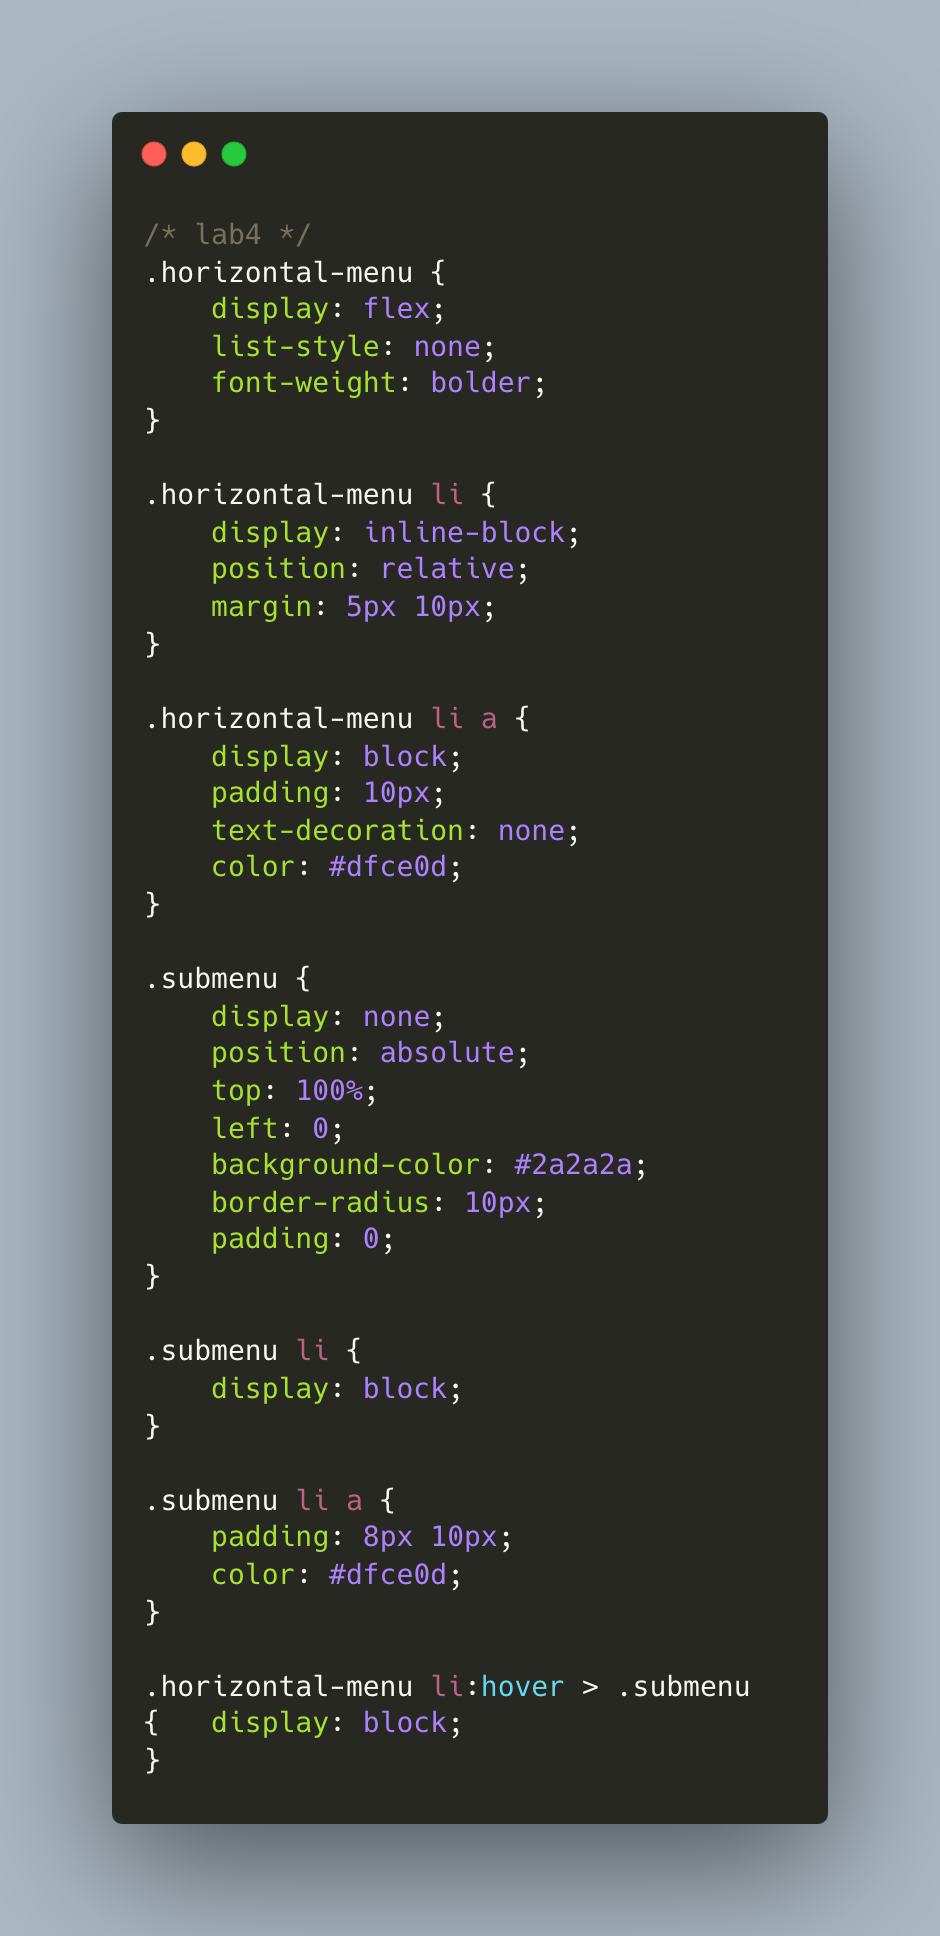 /* lab4 */
.horizontal-menu {
    display: flex;
    list-style: none;
    font-weight: bolder;
}

.horizontal-menu li {
    display: inline-block;
    position: relative;
    margin: 5px 10px;
}

.horizontal-menu li a {
    display: block;
    padding: 10px;
    text-decoration: none;
    color: #dfce0d;
}

.submenu {
    display: none;
    position: absolute;
    top: 100%;
    left: 0;
    background-color: #2a2a2a;
    border-radius: 10px;
    padding: 0;
}

.submenu li {
    display: block;
}

.submenu li a {
    padding: 8px 10px;
    color: #dfce0d;
}

.horizontal-menu li:hover > .submenu
{   display: block;
}